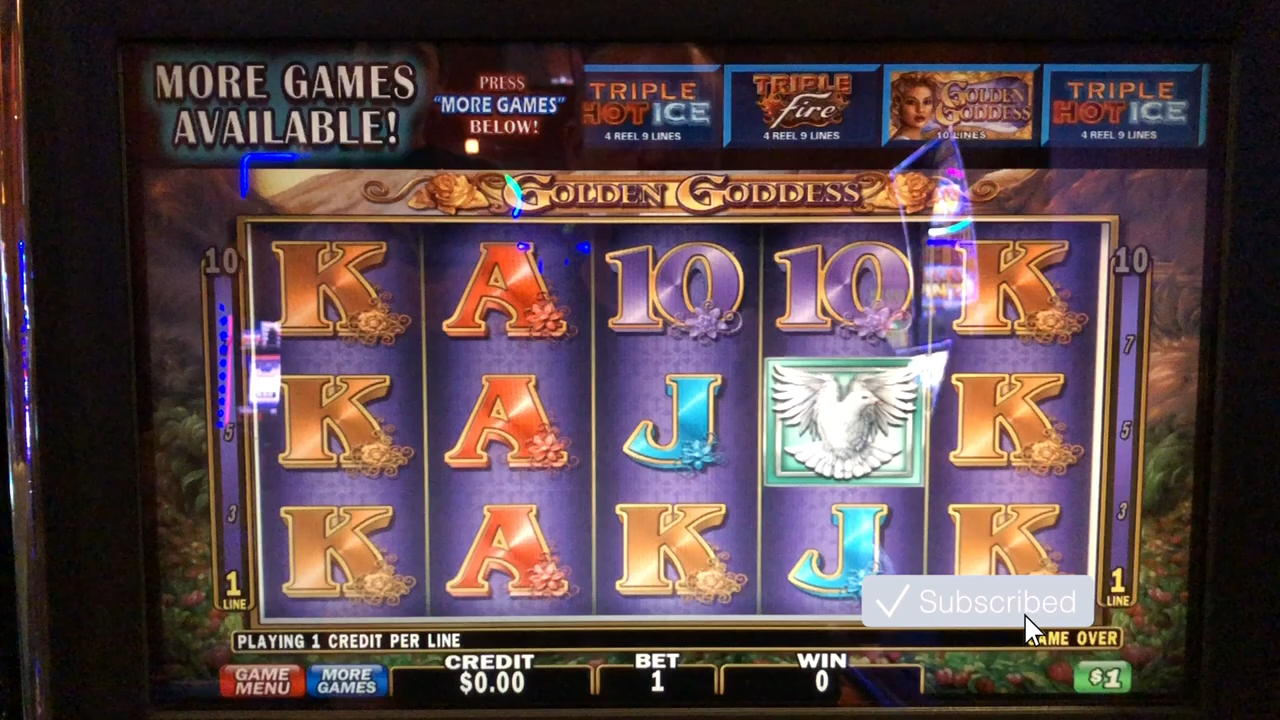 MORE GAMES
AVAILABLE!
PRESS
"MORE GAMES"
BELOW!
TRIPLE
HOT ICE
4 REEL 9 LINES
TRIPLE
fire
4 REEL 9 LINES
GOLDEN
GODDESS
10 LINES
TRIPLE
HOT ICE
4 REEL 9 LINES
GOLDEN GODDESS
10 K A 10 10 K 10
7
5 K A J K 5
3 K A K J K 3
1 LINE
1 LINE
Subscribed
PLAYING 1 CREDIT PER LINE
AME OVER
GAME
MENU
MORE
GAMES
CREDIT
$0.00
BET
1
WIN
0
$1